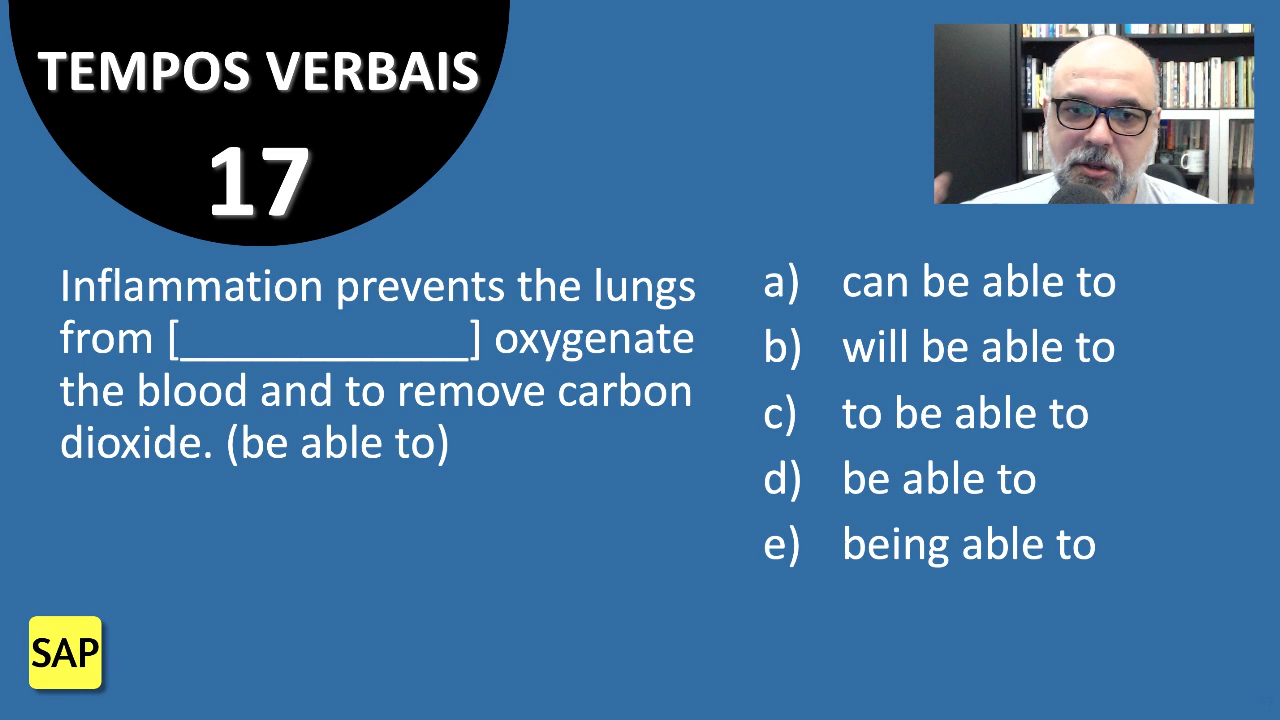 TEMPOS VERBAIS
17
Inflammation prevents the lungs
from [_____________] oxygenate
the blood and to remove carbon
dioxide. (be able to)
a) can be able to
b) will be able to
c) to be able to
d) be able to
e) being able to
SAP